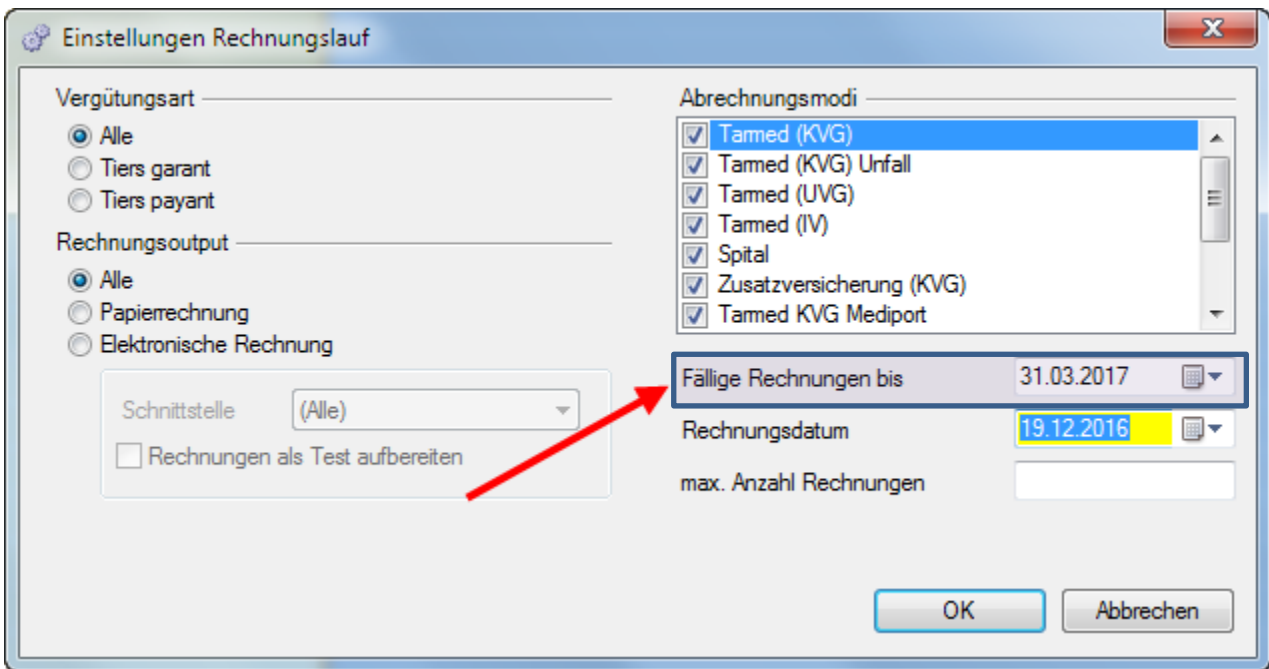 Einstellungen Rechnungslauf
Vergütungsart
Alle
Tiers garant
Tiers payant
Rechnungsoutput
Alle
Papierrechnung
Elektronische Rechnung
Schnittstelle (Alle)
Rechnungen als Test aufbereiten
Abrechnungsmodi
Tarmed (KVG)
Tarmed (KVG) Unfall
Tarmed (UVG)
Tarmed (IV)
Spital
Zusatzversicherung (KVG)
Tarmed KVG Mediport
Fällige Rechnungen bis 31.03.2017
Rechnungsdatum 19.12.2016
max. Anzahl Rechnungen
OK Abbrechen